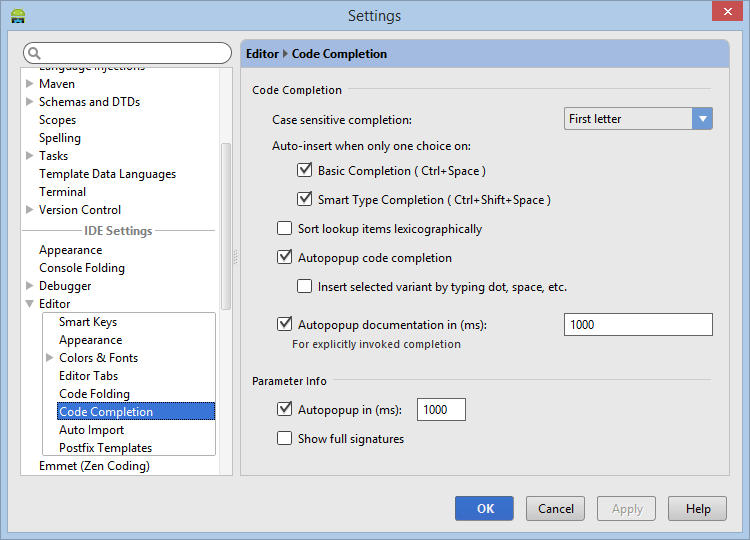 Settings
Language Injections
Maven
Schemas and DTDs
Scopes
Spelling
Tasks
Template Data Languages
Terminal
Version Control
IDE Settings
Appearance
Console Folding
Debugger
Editor
Smart Keys
Appearance
Colors & Fonts
Editor Tabs
Code Folding
Code Completion
Auto Import
Postfix Templates
Emmet (Zen Coding)
Editor Code Completion
Code Completion
Case sensitive completion: First letter
Auto-insert when only one choice on:
Basic Completion ( Ctrl+Space )
Smart Type Completion ( Ctrl+Shift+Space )
Sort lookup items lexicographically
Autopopup code completion
Insert selected variant by typing dot, space, etc.
Autopopup documentation in (ms): 1000
For explicitly invoked completion
Parameter Info
Autopopup in (ms): 1000
Show full signatures
OK Cancel Apply Help